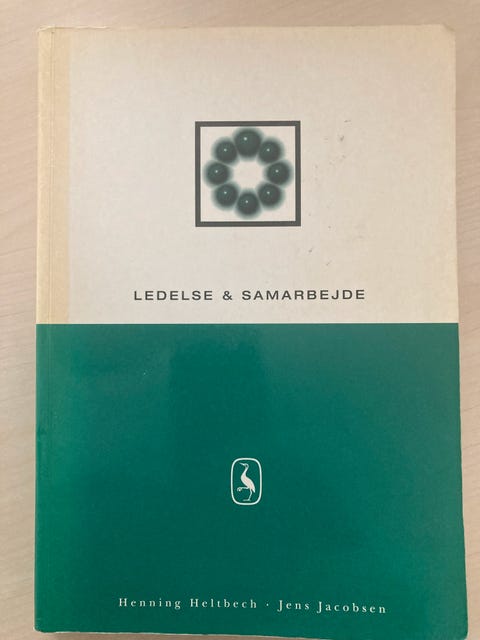 LEDELSE & SAMARBEJDE
Henning Heltbech · Jens Jacobsen